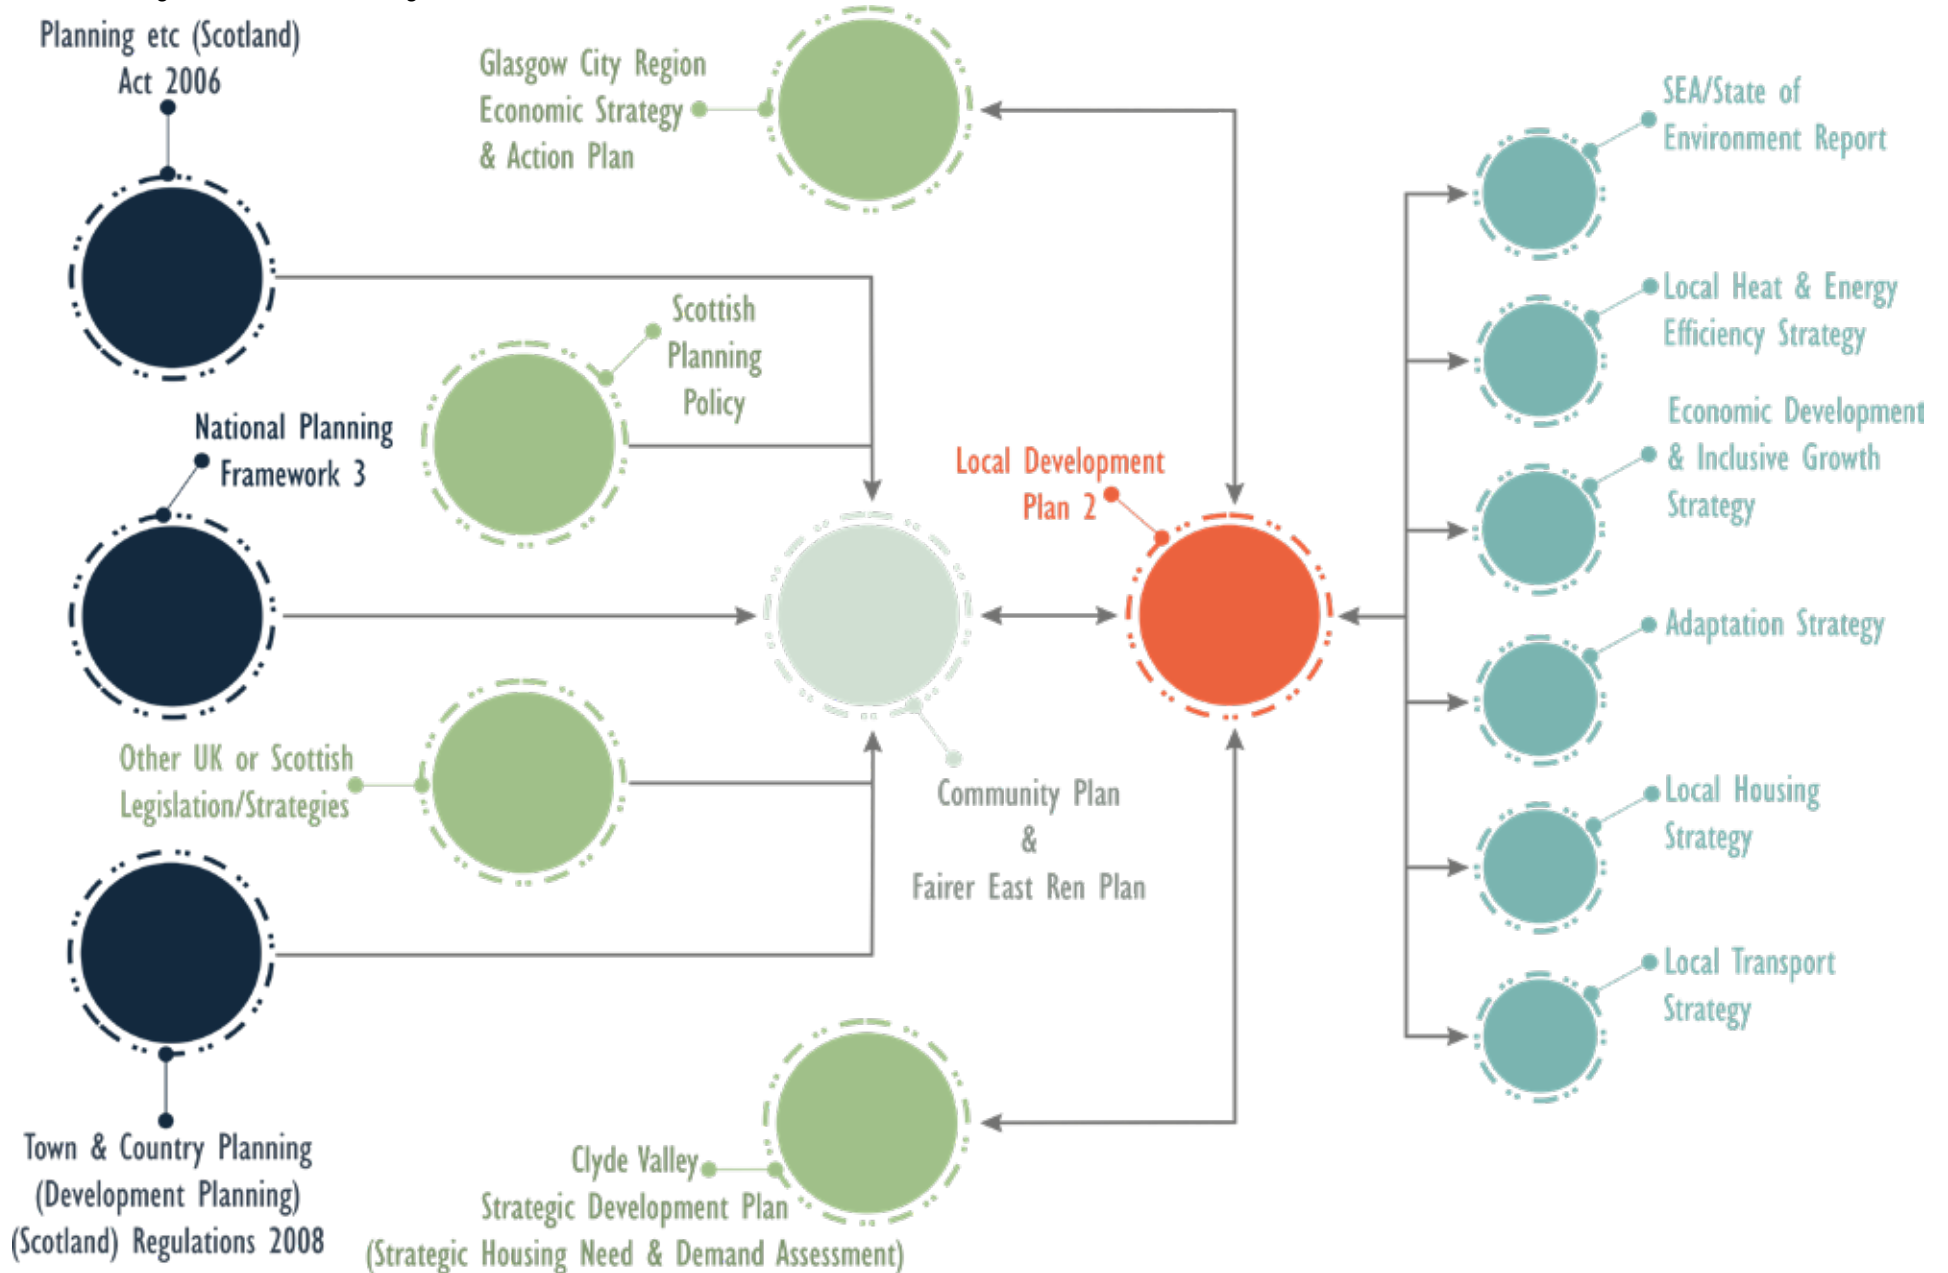 Planning etc (Scotland)
Act 2006
Glasgow City Region
Economic Strategy
& Action Plan
SEA/State of
Environment Report
Scottish
Planning
Policy
Local Heat & Energy
Efficiency Strategy
National Planning
Framework 3
Local Development
Plan 2
Economic Development
& Inclusive Growth
Strategy
Adaptation Strategy
Other UK or Scottish
Legislation/Strategies
Community Plan
&
Fairer East Ren Plan
Local Housing
Strategy
Local Transport
Strategy
Town & Country Planning
(Development Planning)
(Scotland) Regulations 2008
Clyde Valley
Strategic Development Plan
(Strategic Housing Need & Demand Assessment)